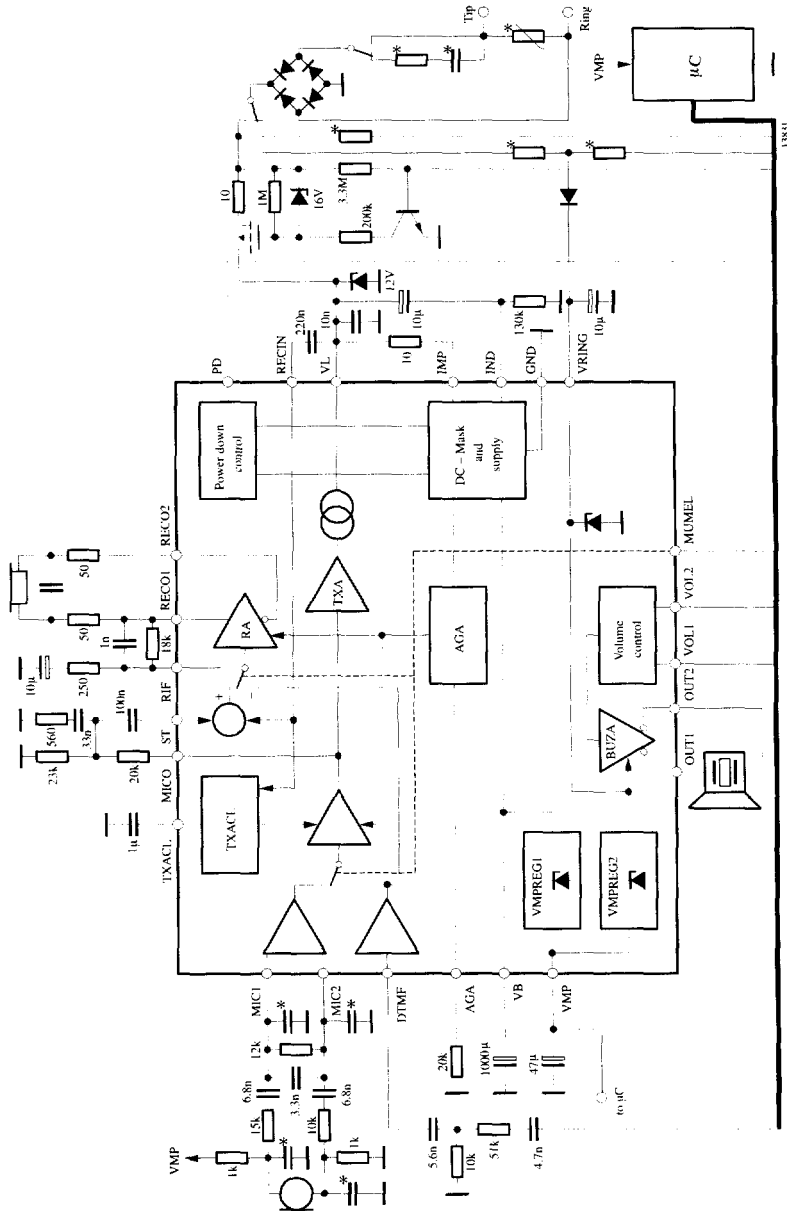 Tip
Ring
VMP
µC
13831
10
1M
16V
3.3M
200k
12V
220n
10n
10µ
10
130k
10µ
PD
RECIN
VL
IMP
IND
GND
VRING
Power down
control
DC – Mask
and
supply
RECO2
50
RECO1
50
1n
18k
RIF
250
10µ
ST
100n
33n
560
MICO
20k
23k
TXACL
1µ
RA
+
TXA
TXACL
AGA
MUMEL
VOL2
VOL1
Volume
control
OUT2
OUT1
BUZA
VMPREG1
VMPREG2
MIC1
MIC2
DTMF
AGA
VB
VMP
*
12k
*
6.8n
3.3n
6.8n
15k
10k
VMP
1k
*
1k
*
20k
1000µ
47µ
to µC
5.6n
10k
51k
4.7n
*
*
*
*
*
*